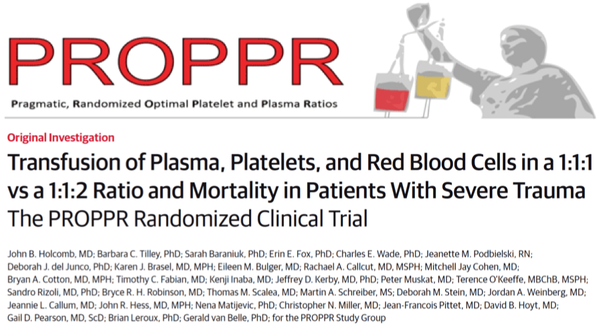 PROPPR
Pragmatic, Randomized Optimal Platelet and Plasma Ratios
Original Investigation
Transfusion of Plasma, Platelets, and Red Blood Cells in a 1:1:1
vs a 1:1:2 Ratio and Mortality in Patients With Severe Trauma
The PROPPR Randomized Clinical Trial
John B. Holcomb, MD; Barbara C. Tilley, PhD; Sarah Baraniuk, PhD; Erin E. Fox, PhD; Charles E. Wade, PhD; Jeanette M. Podbielski, RN;
Deborah J. del Junco, PhD; Karen J. Brasel, MD, MPH; Eileen M. Bulger, MD; Rachael A. Callcut, MD, MSPH; Mitchell Jay Cohen, MD;
Bryan A. Cotton, MD, MPH; Timothy C. Fabian, MD; Kenji Inaba, MD; Jeffrey D. Kerby, MD, PhD; Peter Muskat, MD; Terence O'Keeffe, MBChB, MSPH;
Sandro Rizoli, MD, PhD; Bryce R. H. Robinson, MD; Thomas M. Scalea, MD; Martin A. Schreiber, MS; Deborah M. Stein, MD; Jordan A. Weinberg, MD;
Jeannie L. Callum, MD; John R. Hess, MD, MPH; Nena Matijevic, PhD; Christopher N. Miller, MD; Jean-Francois Pittet, MD; David B. Hoyt, MD;
Gail D. Pearson, MD, ScD; Brian Leroux, PhD; Gerald van Belle, PhD; for the PROPPR Study Group